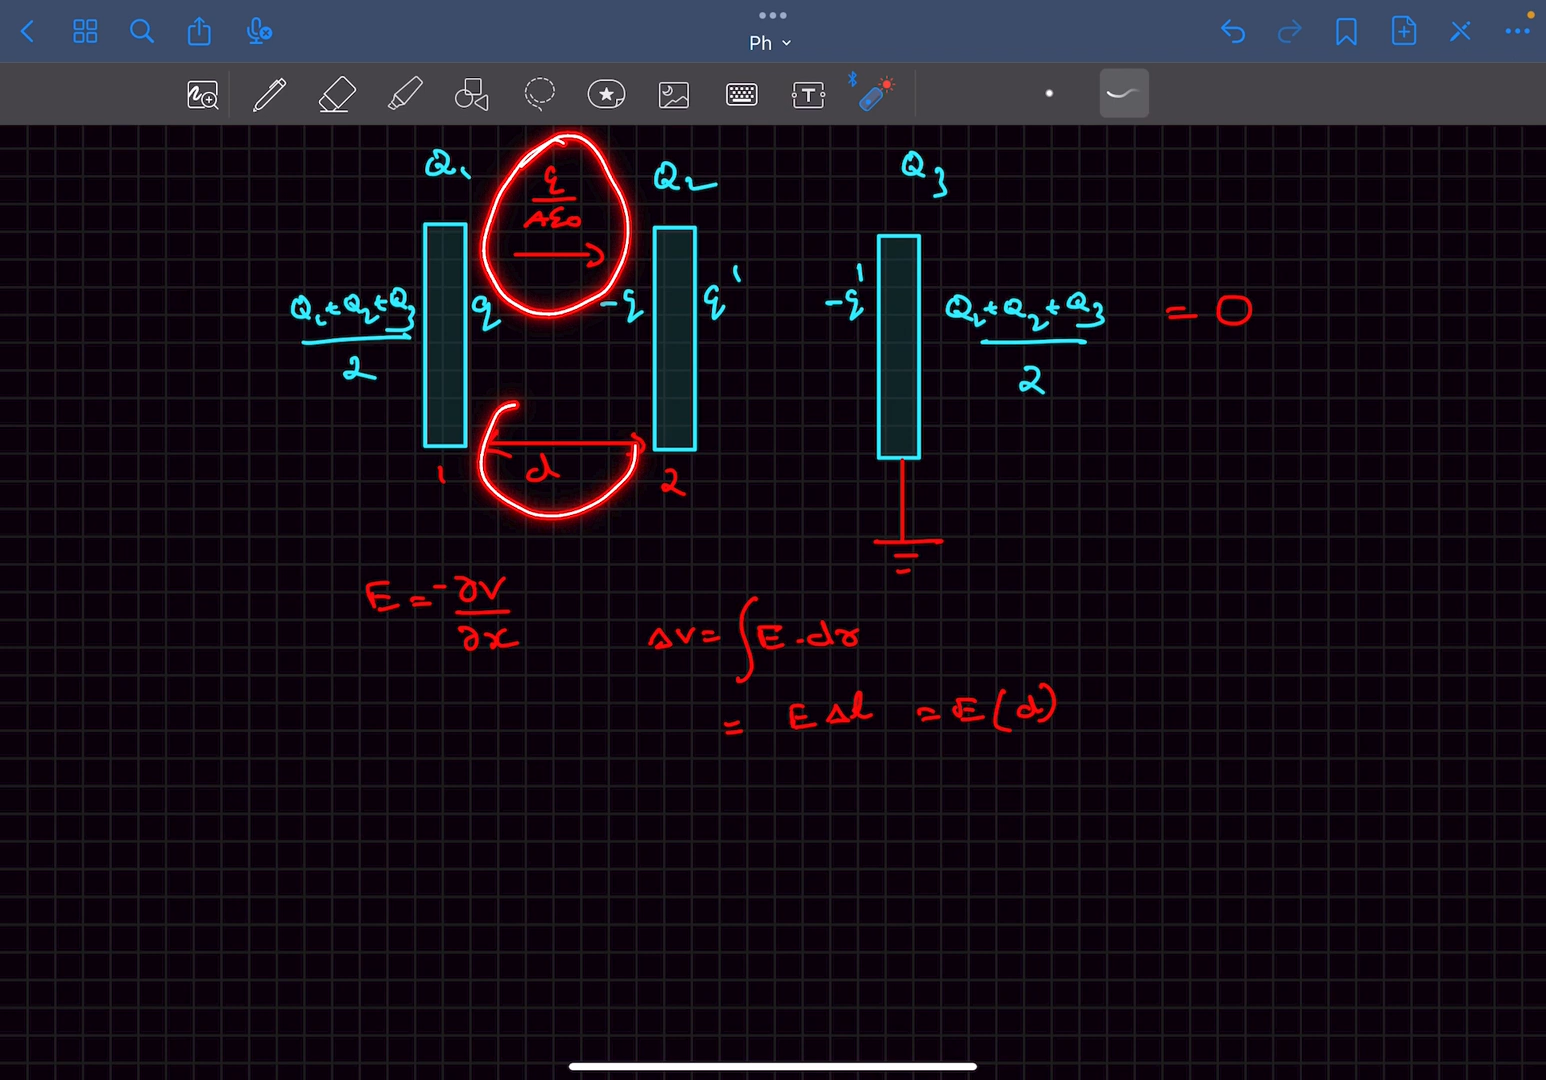 Ph
T
Q₁ Q₂ Q₃
q/Aε₀
(Q₁+Q₂+Q₃)/2 q -q q' -q' (Q₁+Q₂+Q₃)/2 = 0
1 d 2
E = -∂V/∂x
ΔV = ∫E.dr
= EΔl = E(d)